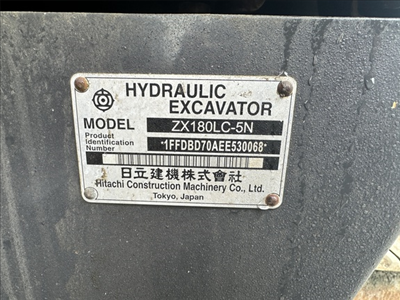 HYDRAULIC
EXCAVATOR
MODEL ZX180LC-5N
Product
Identification
Number *1FFDBD70AEE530068*
日立建機株式會社
Hitachi Construction Machinery Co., Ltd.
Tokyo, Japan